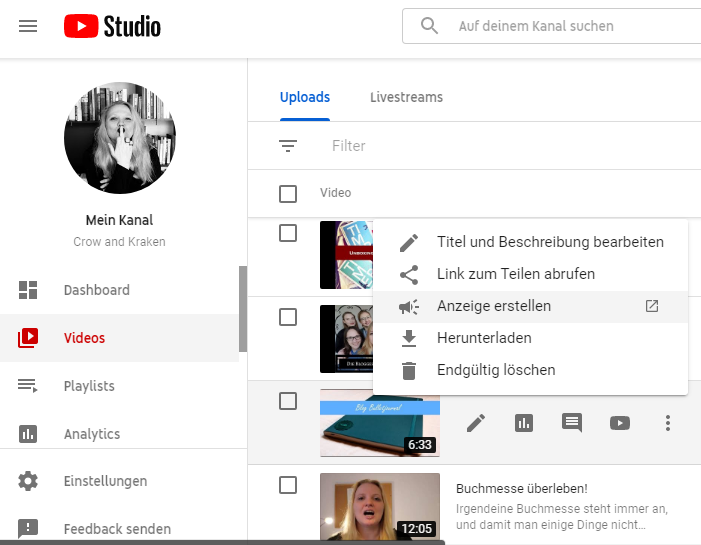 Studio
Auf deinem Kanal suchen
Mein Kanal
Crow and Kraken
Dashboard
Videos
Playlists
Analytics
Einstellungen
Feedback senden
Uploads
Livestreams
Filter
Video
Titel und Beschreibung bearbeiten
Link zum Teilen abrufen
Anzeige erstellen
Herunterladen
Endgültig löschen
Blog Bulletjournal
6:33
12:05
Buchmesse überleben!
Irgendeine Buchmesse steht immer an,
und damit man einige Dinge nicht…